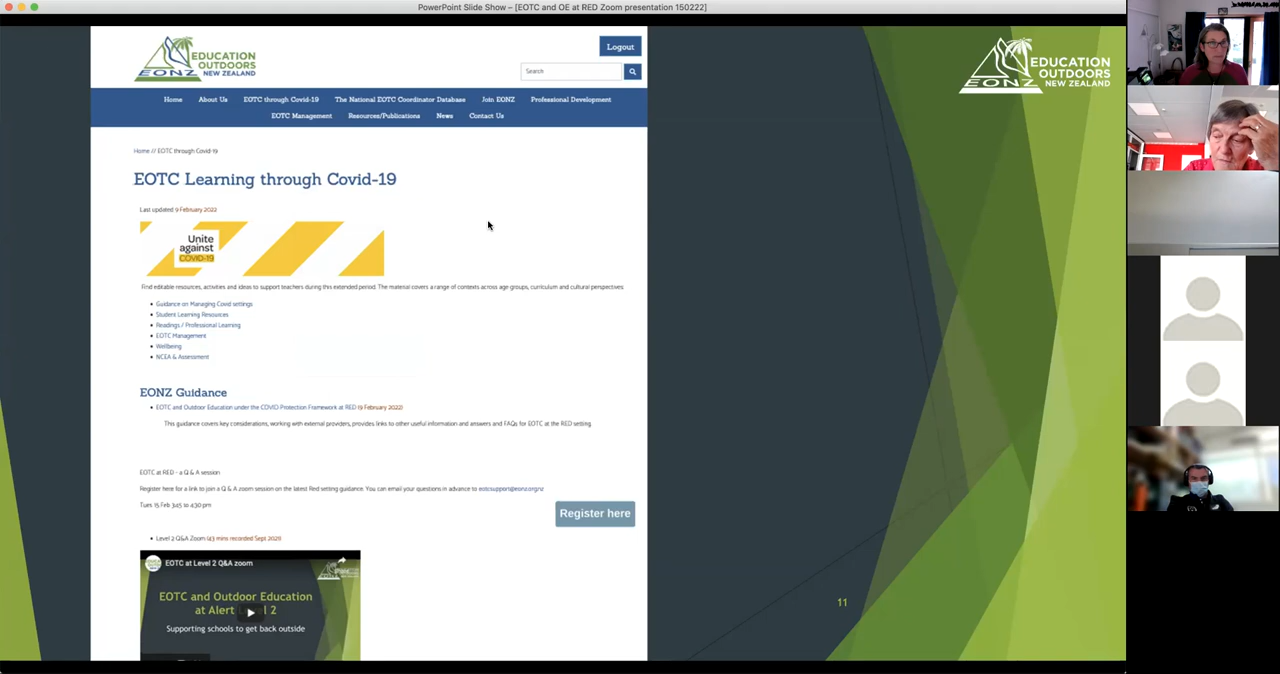 PowerPoint Slide Show – [EOTC and OE at RED Zoom presentation 150222]
EDUCATION
OUTDOORS
NEW ZEALAND
EONZ
Logout
Search
Home About Us EOTC through Covid-19 The National EOTC Coordinator Database Join EONZ Professional Development
EOTC Management Resources/Publications News Contact Us
Home // EOTC through Covid-19
EOTC Learning through Covid-19
Last updated 9 February 2022
Unite
against
COVID-19
Find editable resources, activities and ideas to support teachers during this extended period. The material covers a range of contexts across age groups, curriculum and cultural perspectives.
Guidance on Managing Covid settings
Student Learning Resources
Readings / Professional Learning
EOTC Management
Wellbeing
NCEA & Assessment
EONZ Guidance
EOTC and Outdoor Education under the COVID Protection Framework at RED (9 February 2022)
This guidance covers key considerations, working with external providers, provides links to other useful information and answers and FAQs for EOTC at the RED setting.
EOTC at RED - a Q & A session
Register here for a link to join a Q & A zoom session on the latest Red setting guidance. You can email your questions in advance to eotcsupport@eonz.org.nz
Tues 15 Feb 3.45 to 4:30 pm
Register here
Level 2 Q&A Zoom (43 mins recorded Sept 2021)
EOTC at Level 2 Q&A zoom
EOTC and Outdoor Education
at Alert 2
Supporting schools to get back outside
EDUCATION
OUTDOORS
NEW ZEALAND
EONZ
11